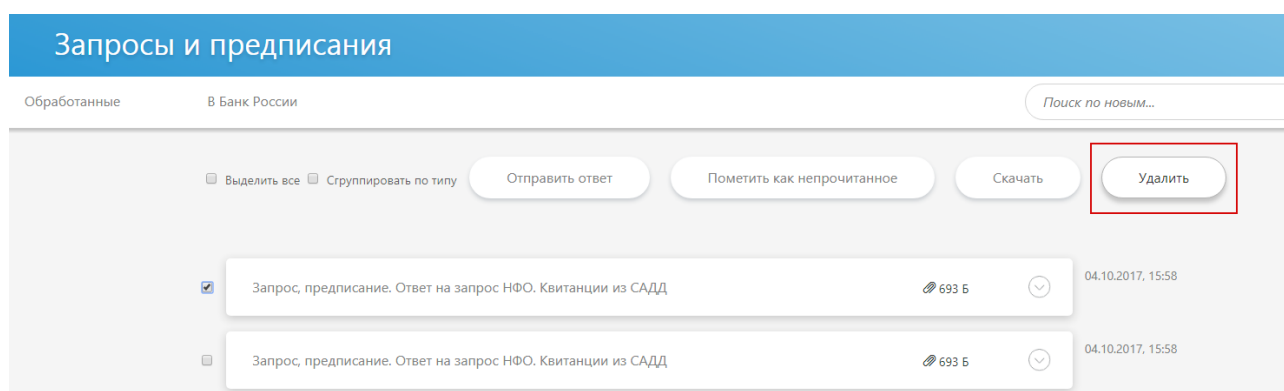 Запросы и предписания
Обработанные В Банк России Поиск по новым...
Выделить все Сгруппировать по типу Отправить ответ Пометить как непрочитанное Скачать Удалить
Запрос, предписание. Ответ на запрос НФО. Квитанции из САДД 693 Б 04.10.2017, 15:58
Запрос, предписание. Ответ на запрос НФО. Квитанции из САДД 693 Б 04.10.2017, 15:58